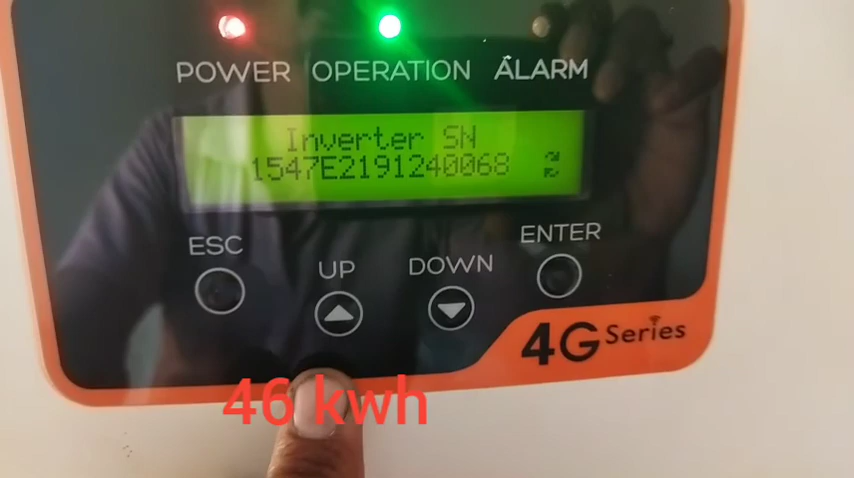 POWER OPERATION ALARM
Inverter SN
1547E2191240068
ESC UP DOWN ENTER
4G Series
46 kwh